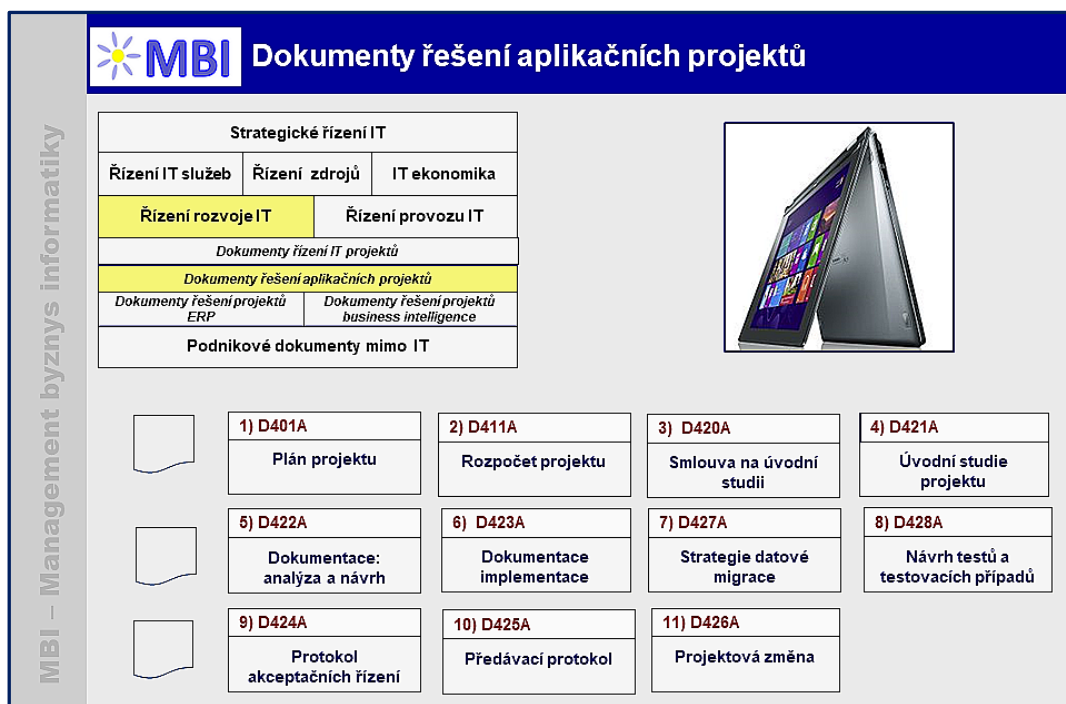 MBI
Dokumenty řešení aplikačních projektů
MBI – Management byznys informatiky
Strategické řízení IT
Řízení IT služeb
Řízení zdrojů
IT ekonomika
Řízení rozvoje IT
Řízení provozu IT
Dokumenty řízení IT projektů
Dokumenty řešení aplikačních projektů
Dokumenty řešení projektů
ERP
Dokumenty řešení projektů
business intelligence
Podnikové dokumenty mimo IT
1) D401A
Plán projektu
2) D411A
Rozpočet projektu
3) D420A
Smlouva na úvodní
studii
4) D421A
Úvodní studie
projektu
5) D422A
Dokumentace:
analýza a návrh
6) D423A
Dokumentace
implementace
7) D427A
Strategie datové
migrace
8) D428A
Návrh testů a
testovacích případů
9) D424A
Protokol
akceptačních řízení
10) D425A
Předávací protokol
11) D426A
Projektová změna